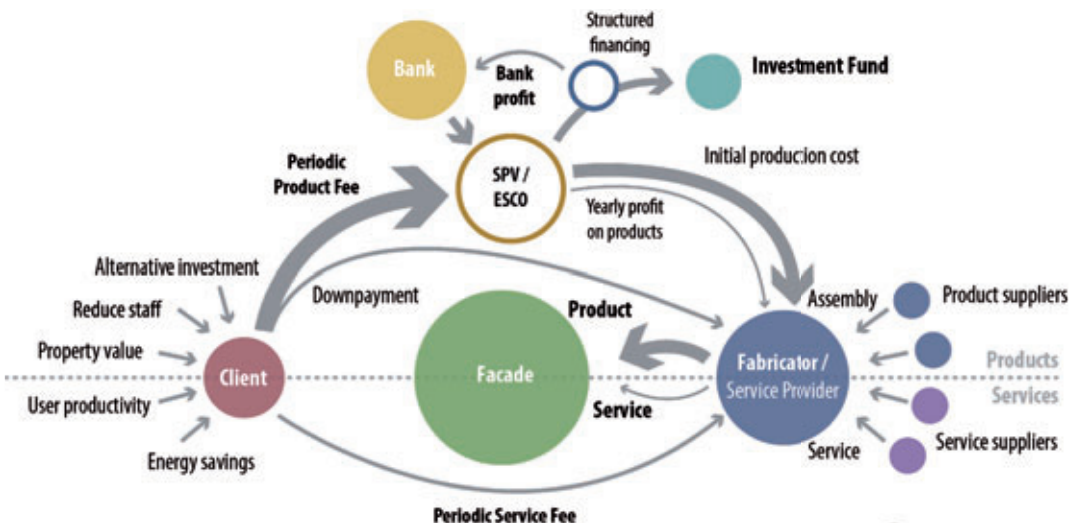 Structured
financing
Bank
Bank
profit
Investment Fund
Periodic
Product Fee
SPV /
ESCO
Initial production cost
Yearly profit
on products
Alternative investment
Reduce staff
Property value
User productivity
Energy savings
Client
Downpayment
Product
Facade
Service
Assembly
Product suppliers
Fabricator /
Service Provider
Products
Services
Service
Service suppliers
Periodic Service Fee